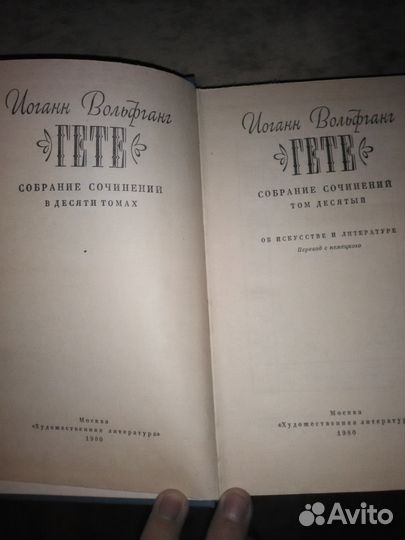 Иоганн Вольфганг
ГЕТЕ
СОБРАНИЕ СОЧИНЕНИЙ
В ДЕСЯТИ ТОМАХ
Москва
«Художественная литература»
1980
Иоганн Вольфганг
ГЕТЕ
СОБРАНИЕ СОЧИНЕНИЙ
ТОМ ДЕСЯТЫЙ
ОБ ИСКУССТВЕ И ЛИТЕРАТУРЕ
Перевод с немецкого
Москва
«Художественная литература»
1980
Avito